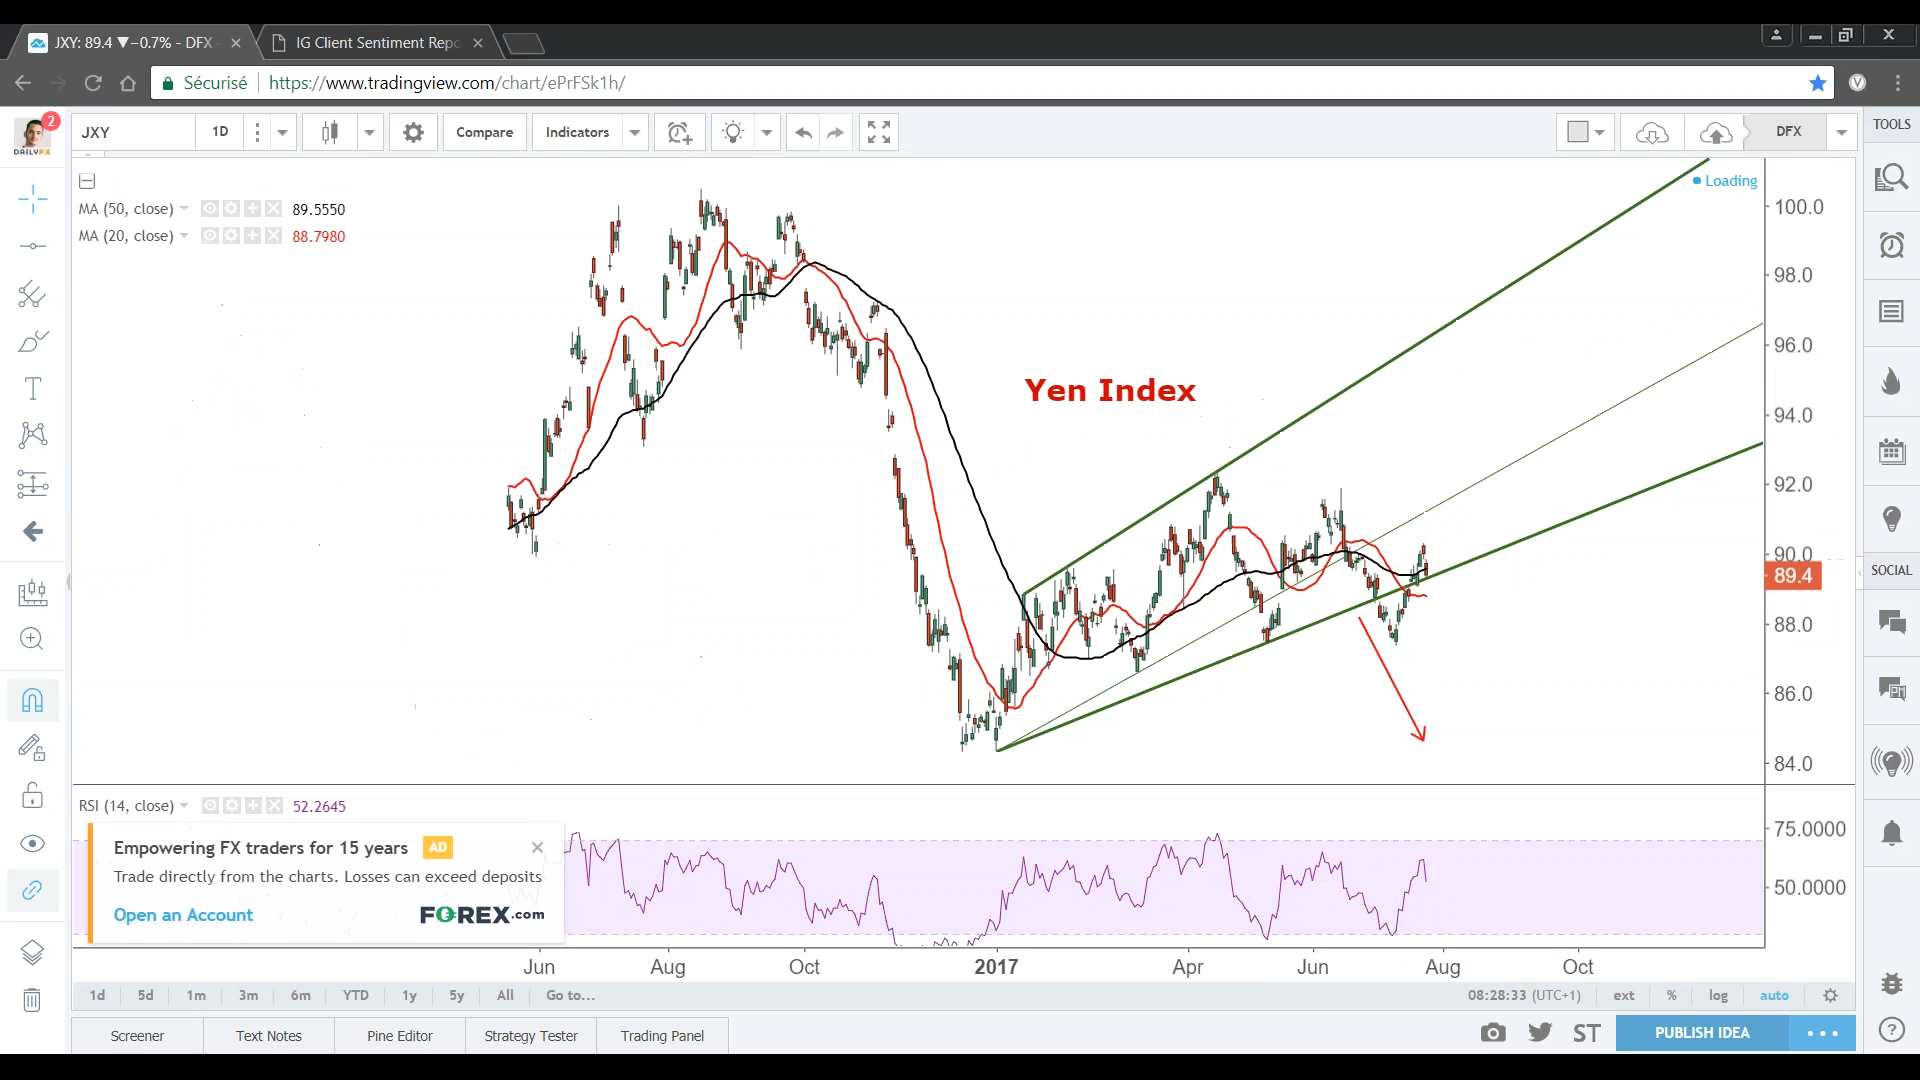 JXY: 89.4 ▼−0.7% - DFX
IG Client Sentiment Repo
Sécurisé https://www.tradingview.com/chart/ePrFSk1h/
2
DAILYFX
JXY 1D Compare Indicators DFX
TOOLS
Loading
MA (50, close) 89.5550
MA (20, close) 88.7980
Yen Index
100.0
98.0
96.0
94.0
92.0
90.0
89.4
88.0
86.0
84.0
SOCIAL
RSI (14, close) 52.2645
75.0000
50.0000
Empowering FX traders for 15 years AD
Trade directly from the charts. Losses can exceed deposits
Open an Account FOREX.com
Jun Aug Oct 2017 Apr Jun Aug Oct
1d 5d 1m 3m 6m YTD 1y 5y All Go to... 08:28:33 (UTC+1) ext % log auto
Screener Text Notes Pine Editor Strategy Tester Trading Panel ST PUBLISH IDEA